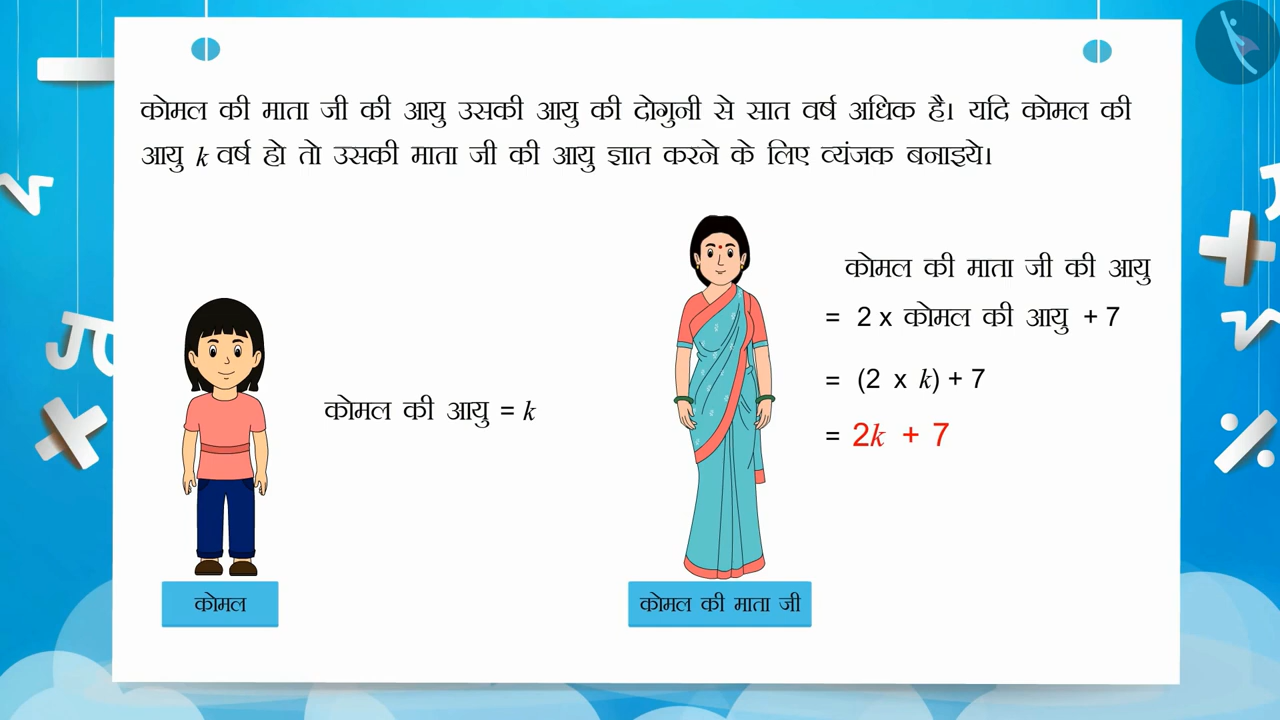 कोमल की माता जी की आयु उसकी आयु की दोगुनी से सात वर्ष अधिक है। यदि कोमल की
आयु k वर्ष हो तो उसकी माता जी की आयु ज्ञात करने के लिए व्यंजक बनाइये।
कोमल की आयु = k
कोमल
कोमल की माता जी
कोमल की माता जी की आयु
= 2 x कोमल की आयु + 7
= (2 x k) + 7
= 2k + 7